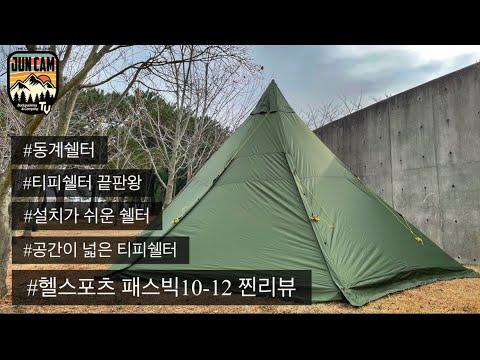 JUN CAM
Backpacking
& Camping
TV
#동계쉘터
#티피쉘터 끝판왕
#설치가 쉬운 쉘터
#공간이 넓은 티피쉘터
#헬스포츠 패스빅10-12 찐리뷰